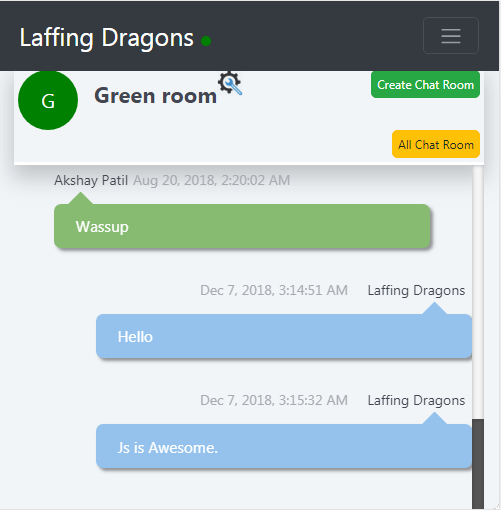 Laffing Dragons
G
Green room
Create Chat Room
All Chat Room
Akshay Patil Aug 20, 2018, 2:20:02 AM
Wassup
Dec 7, 2018, 3:14:51 AM Laffing Dragons
Hello
Dec 7, 2018, 3:15:32 AM Laffing Dragons
Js is Awesome.